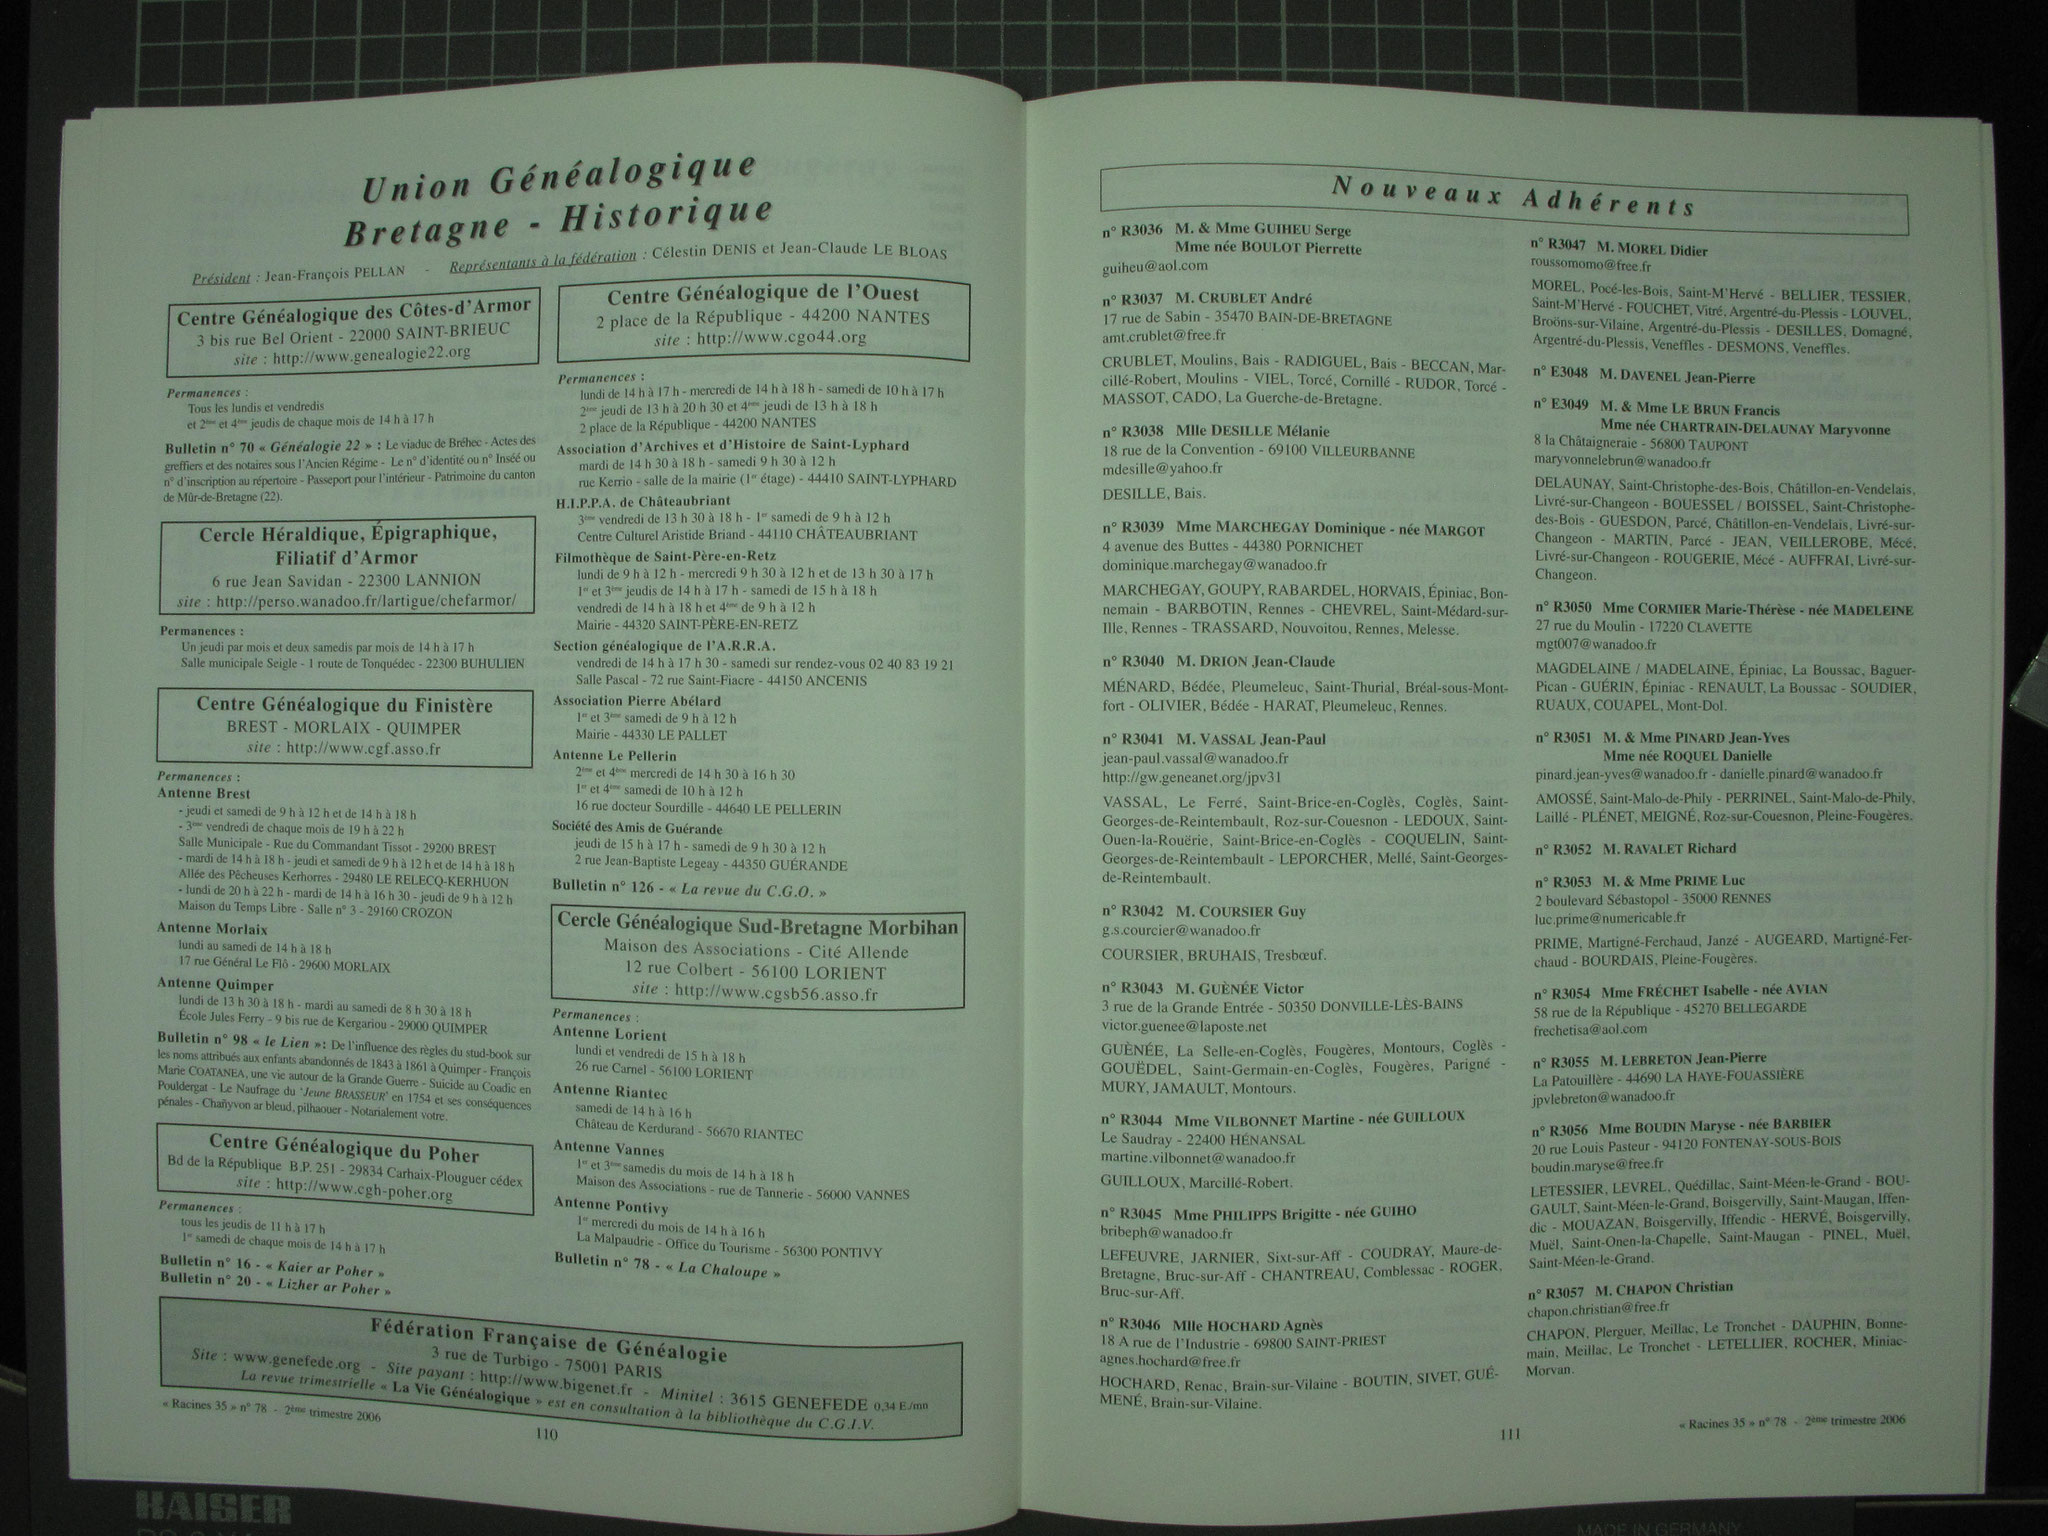 Union Généalogique
Bretagne - Historique
Président : Jean-François PELLAN - Représentants à la fédération : Célestin DENIS et Jean-Claude LE BLOAS
Centre Généalogique des Côtes-d'Armor
3 bis rue Bel Orient - 22000 SAINT-BRIEUC
site : http://www.genealogie22.org
Permanences :
Tous les lundis et vendredis
et 2ème et 4ème jeudis de chaque mois de 14 h à 17 h
Bulletin n° 70 « Généalogie 22 » : Le viaduc de Bréhec - Actes des
greffiers et des notaires sous l'Ancien Régime - Le n° d'identité ou n° Inséé ou
n° d'inscription au répertoire - Passeport pour l'intérieur - Patrimoine du canton
de Mûr-de-Bretagne (22).
Cercle Héraldique, Épigraphique,
Filiatif d'Armor
6 rue Jean Savidan - 22300 LANNION
site : http://perso.wanadoo.fr/lartigue/chefarmor/
Permanences :
Un jeudi par mois et deux samedis par mois de 14 h à 17 h
Salle municipale Seigle - 1 route de Tonquédec - 22300 BUHULIEN
Centre Généalogique du Finistère
BREST - MORLAIX - QUIMPER
site : http://www.cgf.asso.fr
Permanences :
Antenne Brest
- jeudi et samedi de 9 h à 12 h et de 14 h à 18 h
- 3ème vendredi de chaque mois de 19 h à 22 h
Salle Municipale - Rue du Commandant Tissot - 29200 BREST
- mardi de 14 h à 18 h - jeudi et samedi de 9 h à 12 h et de 14 h à 18 h
Allée des Pêcheuses Kerhorres - 29480 LE RELECQ-KERHUON
- lundi de 20 h à 22 h - mardi de 14 h à 16 h 30 - jeudi de 9 h à 12 h
Maison du Temps Libre - Salle n° 3 - 29160 CROZON
Antenne Morlaix
lundi au samedi de 14 h à 18 h
17 rue Général Le Flô - 29600 MORLAIX
Antenne Quimper
lundi de 13 h 30 à 18 h - mardi au samedi de 8 h 30 à 18 h
École Jules Ferry - 9 bis rue de Kergariou - 29000 QUIMPER
Bulletin n° 98 « le Lien »: De l'influence des règles du stud-book sur
les noms attribués aux enfants abandonnés de 1843 à 1861 à Quimper - François
Marie COATANEA, une vie autour de la Grande Guerre - Suicide au Coadic en
Pouldergat - Le Naufrage du 'Jeune BRASSEUR' en 1754 et ses conséquences
pénales - Chañyvon ar bleud, pilhaouer - Notarialement votre.
Centre Généalogique du Poher
Bd de la République B.P. 251 - 29834 Carhaix-Plouguer cédex
site : http://www.cgh-poher.org
Permanences :
tous les jeudis de 11 h à 17 h
1er samedi de chaque mois de 14 h à 17 h
Bulletin n° 16 - « Kaier ar Poher »
Bulletin n° 20 - « Lizher ar Poher »
Centre Généalogique de l'Ouest
2 place de la République - 44200 NANTES
site : http://www.cgo44.org
Permanences :
lundi de 14 h à 17 h - mercredi de 14 h à 18 h - samedi de 10 h à 17 h
2ème jeudi de 13 h à 20 h 30 et 4ème jeudi de 13 h à 18 h
2 place de la République - 44200 NANTES
Association d'Archives et d'Histoire de Saint-Lyphard
mardi de 14 h 30 à 18 h - samedi 9 h 30 à 12 h
rue Kerrio - salle de la mairie (1er étage) - 44410 SAINT-LYPHARD
H.I.P.P.A. de Châteaubriant
3ème vendredi de 13 h 30 à 18 h - 1er samedi de 9 h à 12 h
Centre Culturel Aristide Briand - 44110 CHÂTEAUBRIANT
Filmothèque de Saint-Père-en-Retz
lundi de 9 h à 12 h - mercredi 9 h 30 à 12 h et de 13 h 30 à 17 h
1er et 3ème jeudis de 14 h à 17 h - samedi de 15 h à 18 h
vendredi de 14 h à 18 h et 4ème de 9 h à 12 h
Mairie - 44320 SAINT-PÈRE-EN-RETZ
Section généalogique de l'A.R.R.A.
vendredi de 14 h à 17 h 30 - samedi sur rendez-vous 02 40 83 19 21
Salle Pascal - 72 rue Saint-Fiacre - 44150 ANCENIS
Association Pierre Abélard
1er et 3ème samedi de 9 h à 12 h
Mairie - 44330 LE PALLET
Antenne Le Pellerin
2ème et 4ème mercredi de 14 h 30 à 16 h 30
1er et 4ème samedi de 10 h à 12 h
16 rue docteur Sourdille - 44640 LE PELLERIN
Société des Amis de Guérande
jeudi de 15 h à 17 h - samedi de 9 h 30 à 12 h
2 rue Jean-Baptiste Legeay - 44350 GUÉRANDE
Bulletin n° 126 - « La revue du C.G.O. »
Cercle Généalogique Sud-Bretagne Morbihan
Maison des Associations - Cité Allende
12 rue Colbert - 56100 LORIENT
site : http://www.cgsb56.asso.fr
Permanences :
Antenne Lorient
lundi et vendredi de 15 h à 18 h
26 rue Carnel - 56100 LORIENT
Antenne Riantec
samedi de 14 h à 16 h
Château de Kerdurand - 56670 RIANTEC
Antenne Vannes
1er et 3ème samedis du mois de 14 h à 18 h
Maison des Associations - rue de Tannerie - 56000 VANNES
Antenne Pontivy
1er mercredi du mois de 14 h à 16 h
La Malpaudrie - Office du Tourisme - 56300 PONTIVY
Bulletin n° 78 - « La Chaloupe »
Fédération Française de Généalogie
3 rue de Turbigo - 75001 PARIS
Site : www.genefede.org - Site payant : http://www.bigenet.fr - Minitel : 3615 GENEFEDE 0,34 E./mn
La revue trimestrielle « La Vie Généalogique » est en consultation à la bibliothèque du C.G.I.V.
« Racines 35 » n° 78 - 2ème trimestre 2006
110
Nouveaux Adhérents
n° R3036 M. & Mme GUIHEU Serge
Mme née BOULOT Pierrette
guiheu@aol.com
n° R3037 M. CRUBLET André
17 rue de Sabin - 35470 BAIN-DE-BRETAGNE
amt.crublet@free.fr
CRUBLET, Moulins, Bais - RADIGUEL, Bais - BECCAN, Mar-
cillé-Robert, Moulins - VIEL, Torcé, Cornillé - RUDOR, Torcé -
MASSOT, CADO, La Guerche-de-Bretagne.
n° R3038 Mlle DESILLE Mélanie
18 rue de la Convention - 69100 VILLEURBANNE
mdesille@yahoo.fr
DESILLE, Bais.
n° R3039 Mme MARCHEGAY Dominique - née MARGOT
4 avenue des Buttes - 44380 PORNICHET
dominique.marchegay@wanadoo.fr
MARCHEGAY, GOUPY, RABARDEL, HORVAIS, Épiniac, Bon-
nemain - BARBOTIN, Rennes - CHEVREL, Saint-Médard-sur-
Ille, Rennes - TRASSARD, Nouvoitou, Rennes, Melesse.
n° R3040 M. DRION Jean-Claude
MÉNARD, Bédée, Pleumeleuc, Saint-Thurial, Bréal-sous-Mont-
fort - OLIVIER, Bédée - HARAT, Pleumeleuc, Rennes.
n° R3041 M. VASSAL Jean-Paul
jean-paul.vassal@wanadoo.fr
http://gw.geneanet.org/jpv31
VASSAL, Le Ferré, Saint-Brice-en-Coglès, Coglès, Saint-
Georges-de-Reintembault, Roz-sur-Couesnon - LEDOUX, Saint-
Ouen-la-Rouërie, Saint-Brice-en-Coglès - COQUELIN, Saint-
Georges-de-Reintembault - LEPORCHER, Mellé, Saint-Georges-
de-Reintembault.
n° R3042 M. COURSIER Guy
g.s.courcier@wanadoo.fr
COURSIER, BRUHAIS, Tresbœuf.
n° R3043 M. GUÈNÉE Victor
3 rue de la Grande Entrée - 50350 DONVILLE-LÈS-BAINS
victor.guenee@laposte.net
GUÈNÉE, La Selle-en-Coglès, Fougères, Montours, Coglès -
GOUËDEL, Saint-Germain-en-Coglès, Fougères, Parigné -
MURY, JAMAULT, Montours.
n° R3044 Mme VILBONNET Martine - née GUILLOUX
Le Saudray - 22400 HÉNANSAL
martine.vilbonnet@wanadoo.fr
GUILLOUX, Marcillé-Robert.
n° R3045 Mme PHILIPPS Brigitte - née GUIHO
bribeph@wanadoo.fr
LEFEUVRE, JARNIER, Sixt-sur-Aff - COUDRAY, Maure-de-
Bretagne, Bruc-sur-Aff - CHANTREAU, Comblessac - ROGER,
Bruc-sur-Aff.
n° R3046 Mlle HOCHARD Agnès
18 A rue de l'Industrie - 69800 SAINT-PRIEST
agnes.hochard@free.fr
HOCHARD, Renac, Brain-sur-Vilaine - BOUTIN, SIVET, GUÉ-
MENÉ, Brain-sur-Vilaine.
n° R3047 M. MOREL Didier
roussomomo@free.fr
MOREL, Pocé-les-Bois, Saint-M'Hervé - BELLIER, TESSIER,
Saint-M'Hervé - FOUCHET, Vitré, Argentré-du-Plessis - LOUVEL,
Broöns-sur-Vilaine, Argentré-du-Plessis - DESILLES, Domagné,
Argentré-du-Plessis, Veneffles - DESMONS, Veneffles.
n° E3048 M. DAVENEL Jean-Pierre
n° E3049 M. & Mme LE BRUN Francis
Mme née CHARTRAIN-DELAUNAY Maryvonne
8 la Châtaigneraie - 56800 TAUPONT
maryvonnelebrun@wanadoo.fr
DELAUNAY, Saint-Christophe-des-Bois, Châtillon-en-Vendelais,
Livré-sur-Changeon - BOUESSEL / BOISSEL, Saint-Christophe-
des-Bois - GUESDON, Parcé, Châtillon-en-Vendelais, Livré-sur-
Changeon - MARTIN, Parcé - JEAN, VEILLEROBE, Mécé,
Livré-sur-Changeon - ROUGERIE, Mécé - AUFFRAI, Livré-sur-
Changeon.
n° R3050 Mme CORMIER Marie-Thérèse - née MADELEINE
27 rue du Moulin - 17220 CLAVETTE
mgt007@wanadoo.fr
MAGDELAINE / MADELAINE, Épiniac, La Boussac, Baguer-
Pican - GUÉRIN, Épiniac - RENAULT, La Boussac - SOUDIER,
RUAUX, COUAPEL, Mont-Dol.
n° R3051 M. & Mme PINARD Jean-Yves
Mme née ROQUEL Danielle
pinard.jean-yves@wanadoo.fr - danielle.pinard@wanadoo.fr
AMOSSÉ, Saint-Malo-de-Phily - PERRINEL, Saint-Malo-de-Phily,
Laillé - PLÉNET, MEIGNÉ, Roz-sur-Couesnon, Pleine-Fougères.
n° R3052 M. RAVALET Richard
n° R3053 M. & Mme PRIME Luc
2 boulevard Sébastopol - 35000 RENNES
luc.prime@numericable.fr
PRIME, Martigné-Ferchaud, Janzé - AUGEARD, Martigné-Fer-
chaud - BOURDAIS, Pleine-Fougères.
n° R3054 Mme FRÉCHET Isabelle - née AVIAN
58 rue de la République - 45270 BELLEGARDE
frechetisa@aol.com
n° R3055 M. LEBRETON Jean-Pierre
La Patouillère - 44690 LA HAYE-FOUASSIÈRE
jpvlebreton@wanadoo.fr
n° R3056 Mme BOUDIN Maryse - née BARBIER
20 rue Louis Pasteur - 94120 FONTENAY-SOUS-BOIS
boudin.maryse@free.fr
LETESSIER, LEVREL, Quédillac, Saint-Méen-le-Grand - BOU-
GAULT, Saint-Méen-le-Grand, Boisgervilly, Saint-Maugan, Iffen-
dic - MOUAZAN, Boisgervilly, Iffendic - HERVÉ, Boisgervilly,
Muël, Saint-Onen-la-Chapelle, Saint-Maugan - PINEL, Muël,
Saint-Méen-le-Grand.
n° R3057 M. CHAPON Christian
chapon.christian@free.fr
CHAPON, Plerguer, Meillac, Le Tronchet - DAUPHIN, Bonne-
main, Meillac, Le Tronchet - LETELLIER, ROCHER, Miniac-
Morvan.
« Racines 35 » n° 78 - 2ème trimestre 2006
111
KAISER
MADE IN GERMANY